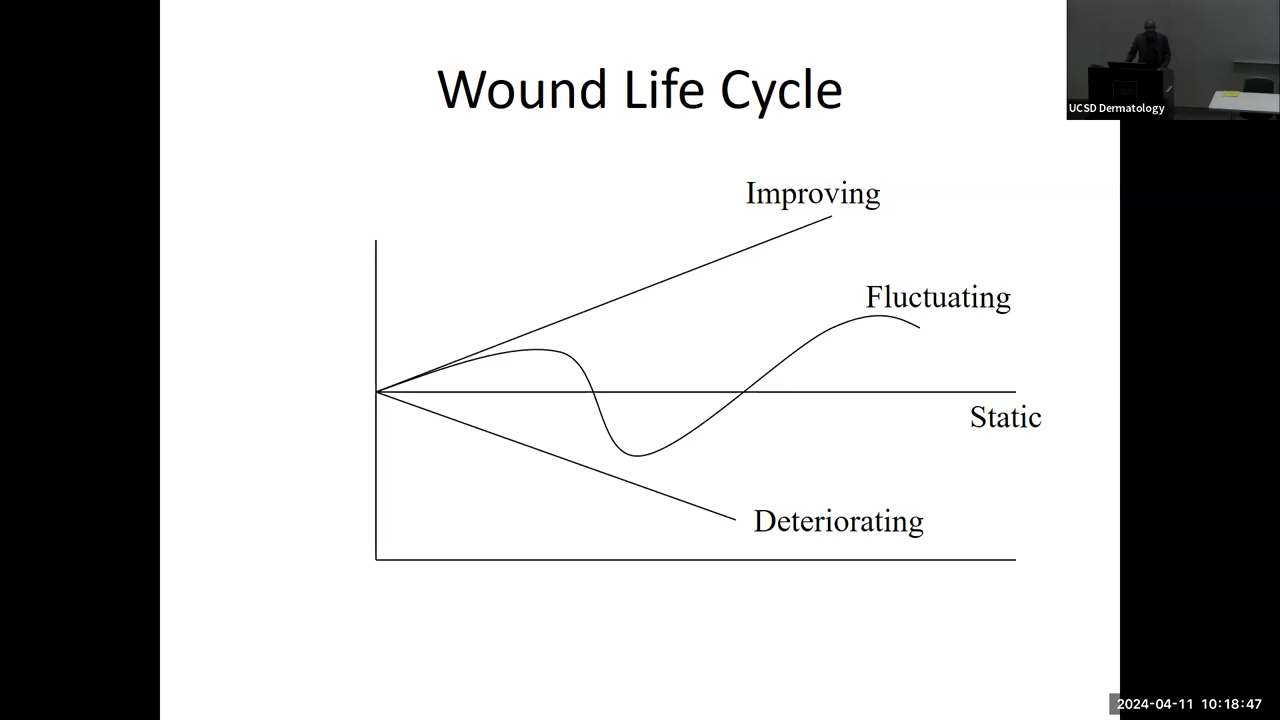 Wound Life Cycle
UCSD Dermatology
Improving
Fluctuating
Static
Deteriorating
2024-04-11 10:18:47